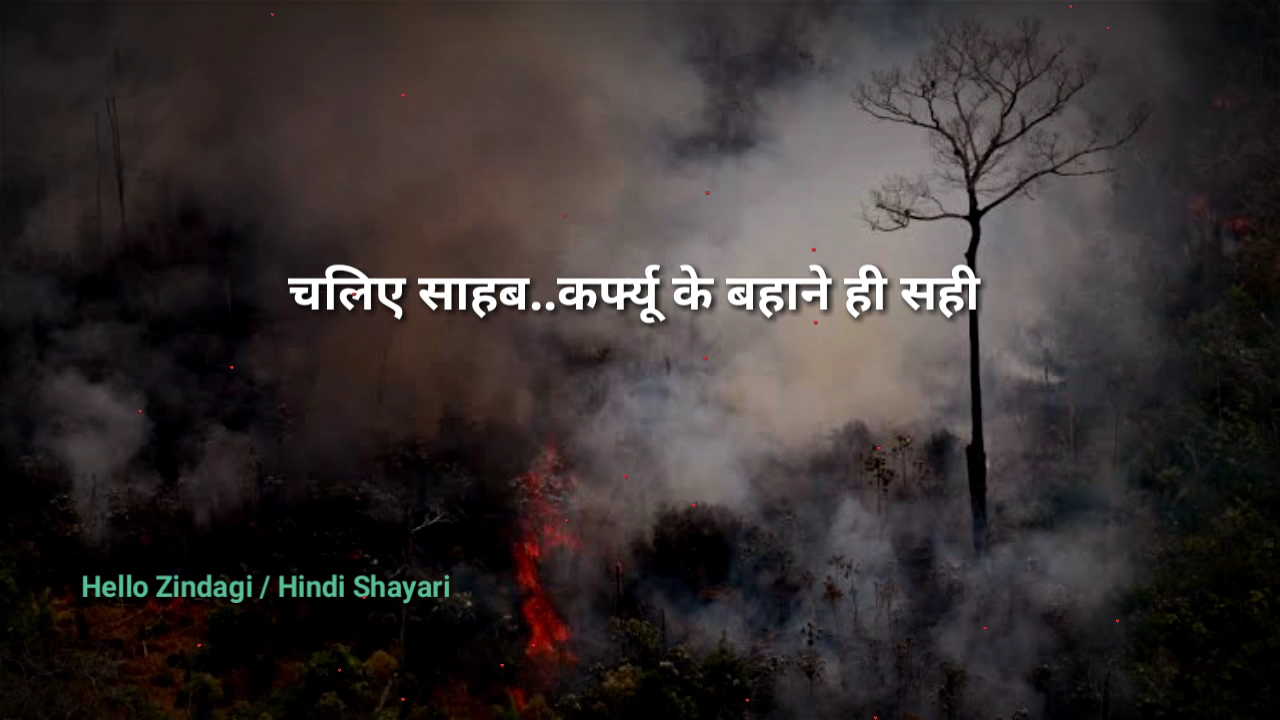 चलिए साहब..कर्फ्यू के बहाने ही सही
Hello Zindagi / Hindi Shayari